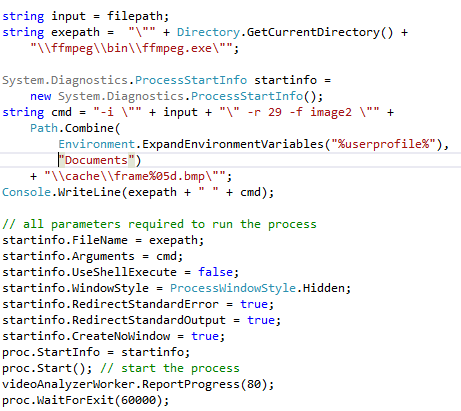 string input = filepath;
string exepath =  "\"" + Directory.GetCurrentDirectory() +
    "\\ffmpeg\\bin\\ffmpeg.exe\"";

System.Diagnostics.ProcessStartInfo startinfo =
    new System.Diagnostics.ProcessStartInfo();
string cmd = "-i \"" + input + "\" -r 29 -f image2 \"" +
    Path.Combine(
        Environment.ExpandEnvironmentVariables("%userprofile%"),
        "Documents")
    + "\\cache\\frame%05d.bmp\"";
Console.WriteLine(exepath + " " + cmd);

// all parameters required to run the process
startinfo.FileName = exepath;
startinfo.Arguments = cmd;
startinfo.UseShellExecute = false;
startinfo.WindowStyle = ProcessWindowStyle.Hidden;
startinfo.RedirectStandardError = true;
startinfo.RedirectStandardOutput = true;
startinfo.CreateNoWindow = true;
proc.StartInfo = startinfo;
proc.Start(); // start the process
videoAnalyzerWorker.ReportProgress(80);
proc.WaitForExit(60000);